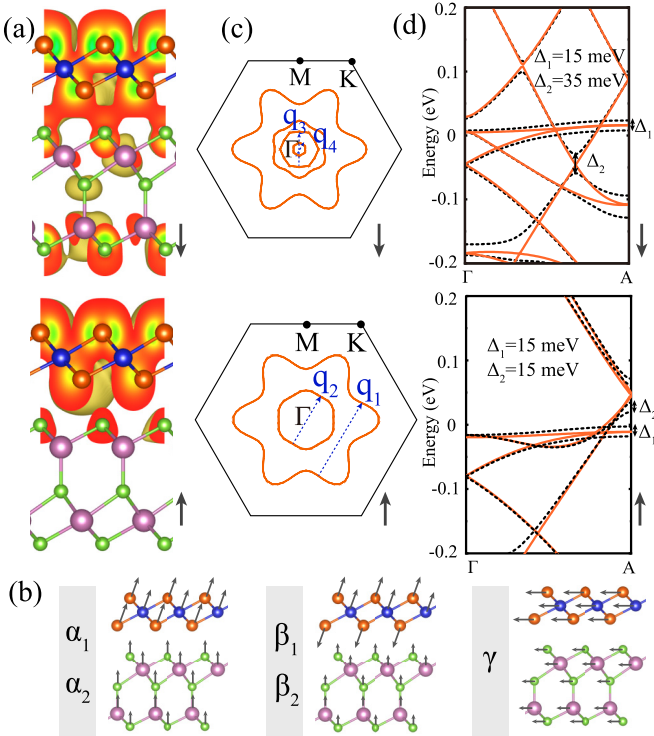 (a)
(c)
M
K
q3
Γ
q4
(d)
Energy (eV)
0.2
0.1
0
-0.1
-0.2
Δ1=15 meV
Δ2=35 meV
Δ1
Δ2
Γ
A
M
K
q2
q1
Γ
Energy (eV)
0.2
0.1
0
-0.1
-0.2
Δ1=15 meV
Δ2=15 meV
Δ2
Δ1
Γ
A
(b)
α1
α2
β1
β2
γ